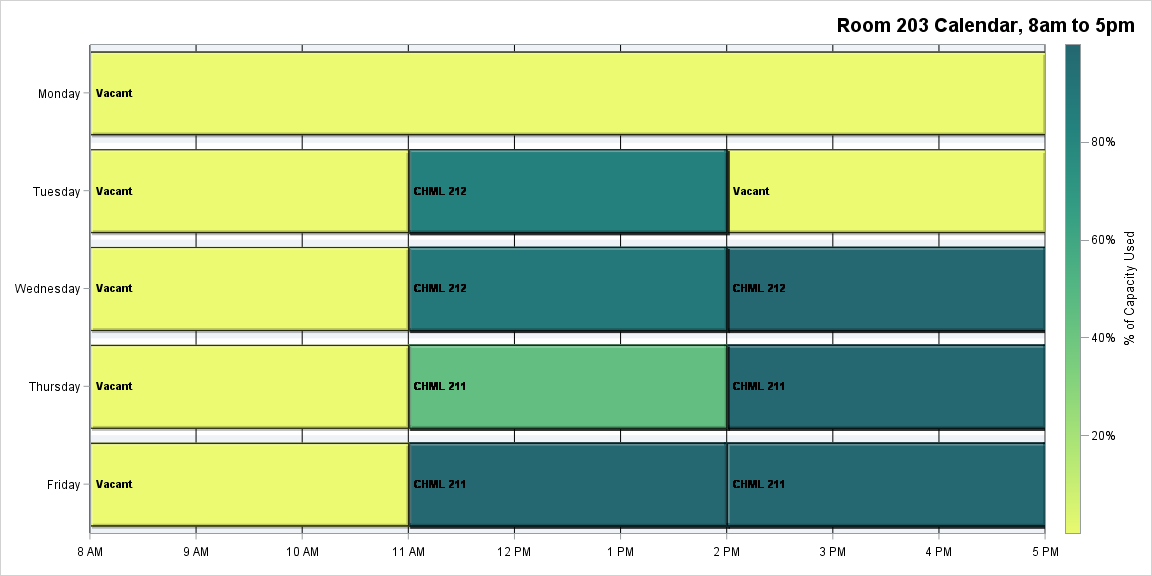 Room 203 Calendar, 8am to 5pm
Monday
Vacant
Tuesday
Vacant
CHML 212
Vacant
Wednesday
Vacant
CHML 212
CHML 212
Thursday
Vacant
CHML 211
CHML 211
Friday
Vacant
CHML 211
CHML 211
8 AM
9 AM
10 AM
11 AM
12 PM
1 PM
2 PM
3 PM
4 PM
5 PM
80%
60%
40%
20%
% of Capacity Used